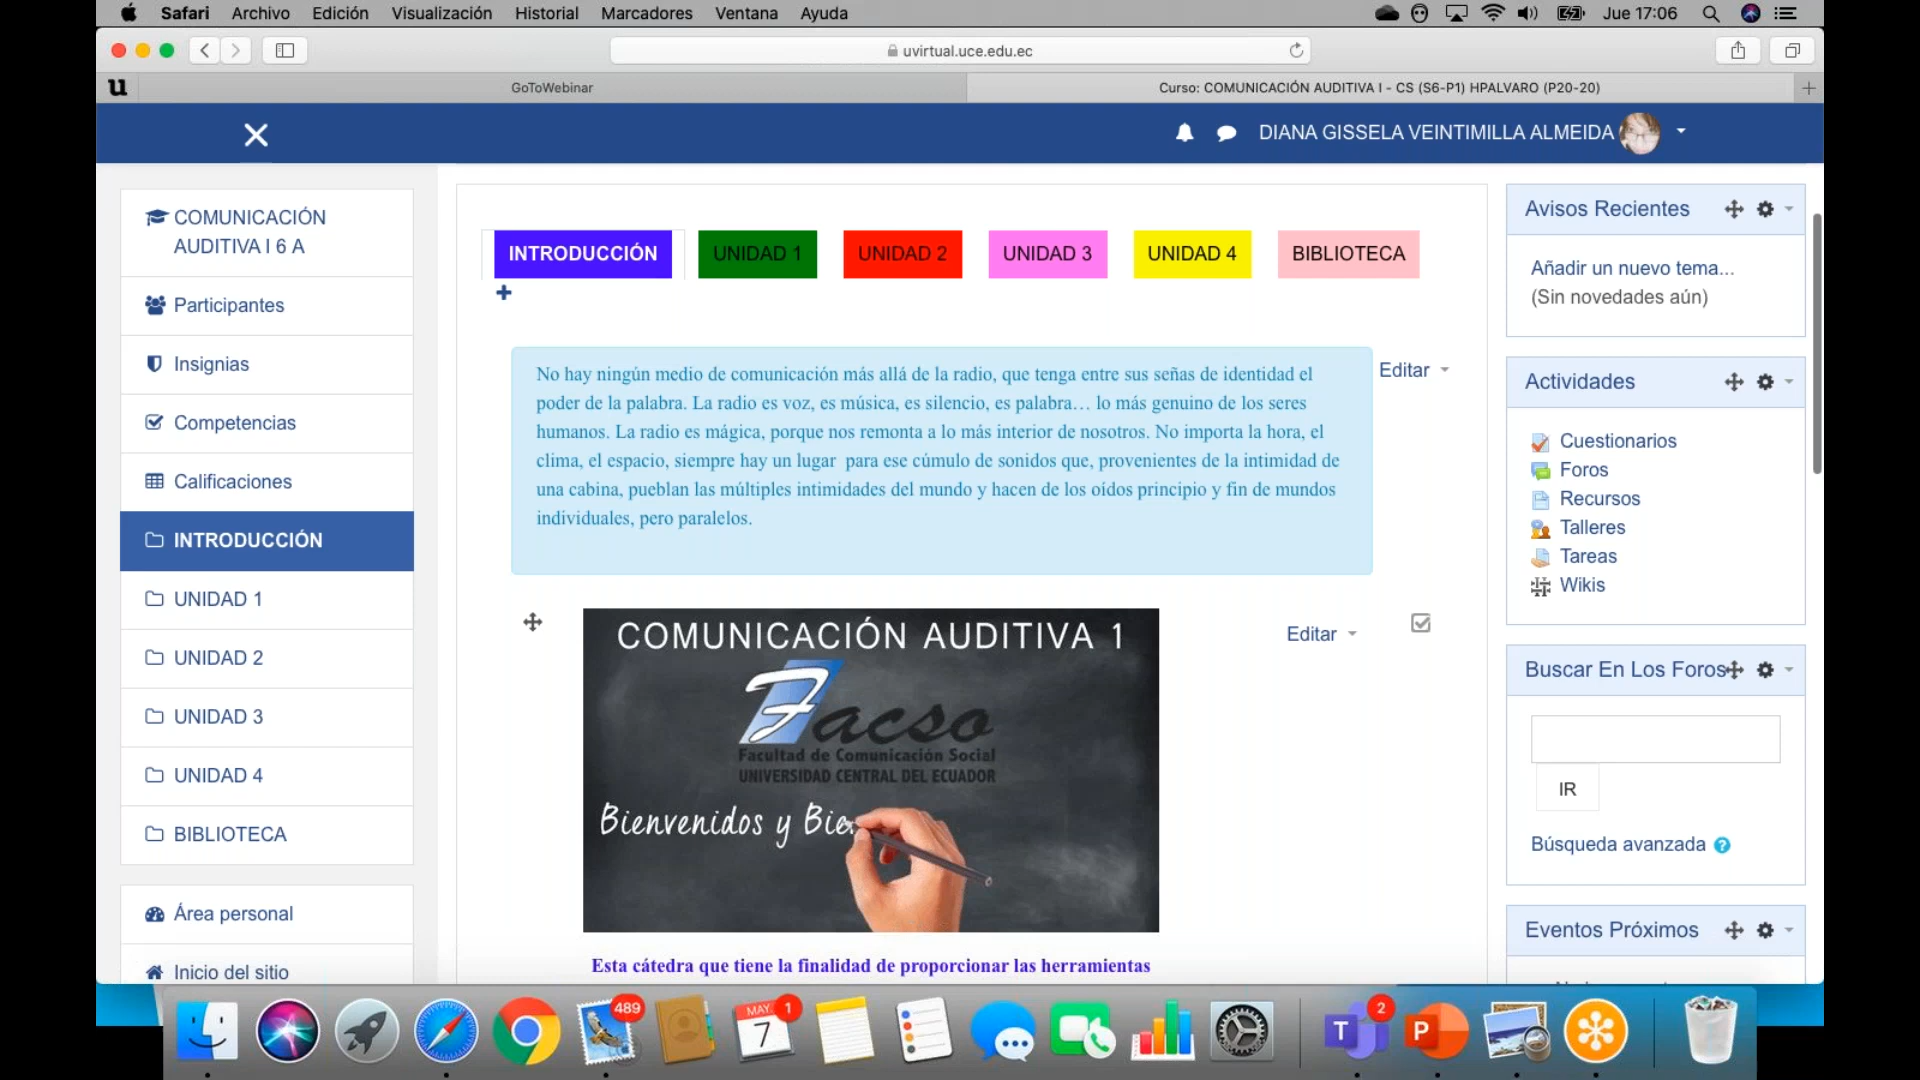 Safari Archivo Edición Visualización Historial Marcadores Ventana Ayuda
Jue 17:06
uvirtual.uce.edu.ec
u
GoToWebinar
Curso: COMUNICACIÓN AUDITIVA I - CS (S6-P1) HPALVARO (P20-20)
DIANA GISSELA VEINTIMILLA ALMEIDA
COMUNICACIÓN
AUDITIVA I 6 A
Participantes
Insignias
Competencias
Calificaciones
INTRODUCCIÓN
UNIDAD 1
UNIDAD 2
UNIDAD 3
UNIDAD 4
BIBLIOTECA
Área personal
Inicio del sitio
INTRODUCCIÓN
UNIDAD 1
UNIDAD 2
UNIDAD 3
UNIDAD 4
BIBLIOTECA
No hay ningún medio de comunicación más allá de la radio, que tenga entre sus señas de identidad el
poder de la palabra. La radio es voz, es música, es silencio, es palabra… lo más genuino de los seres
humanos. La radio es mágica, porque nos remonta a lo más interior de nosotros. No importa la hora, el
clima, el espacio, siempre hay un lugar para ese cúmulo de sonidos que, provenientes de la intimidad de
una cabina, pueblan las múltiples intimidades del mundo y hacen de los oídos principio y fin de mundos
individuales, pero paralelos.
Editar
COMUNICACIÓN AUDITIVA 1
Facso
Facultad de Comunicación Social
UNIVERSIDAD CENTRAL DEL ECUADOR
Bienvenidos y Bie
Editar
Esta cátedra que tiene la finalidad de proporcionar las herramientas
Avisos Recientes
Añadir un nuevo tema...
(Sin novedades aún)
Actividades
Cuestionarios
Foros
Recursos
Talleres
Tareas
Wikis
Buscar En Los Foros
IR
Búsqueda avanzada
Eventos Próximos
489
MAY. 1
7
T 2
P